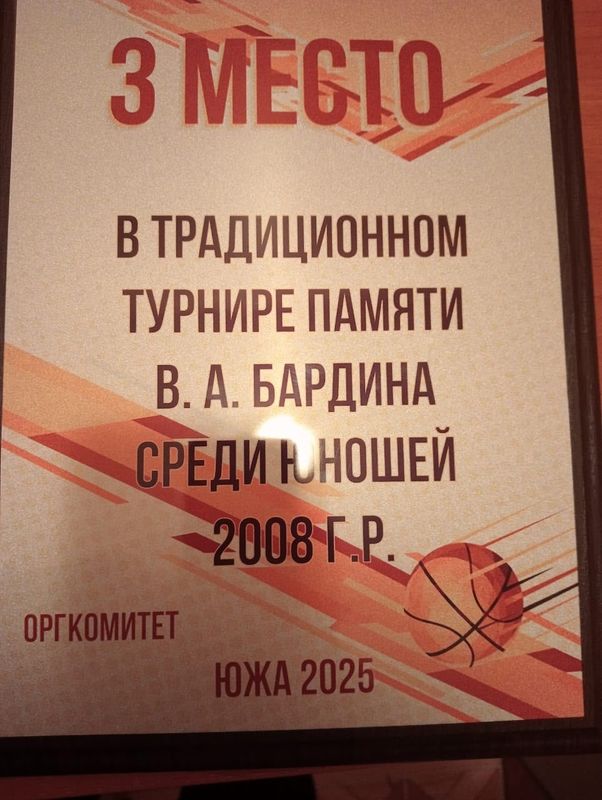 3 МЕСТО
В ТРАДИЦИОННОМ
ТУРНИРЕ ПАМЯТИ
В. А. БАРДИНА
СРЕДИ ЮНОШЕЙ
2008 Г.Р.
ОРГКОМИТЕТ
ЮЖА 2025